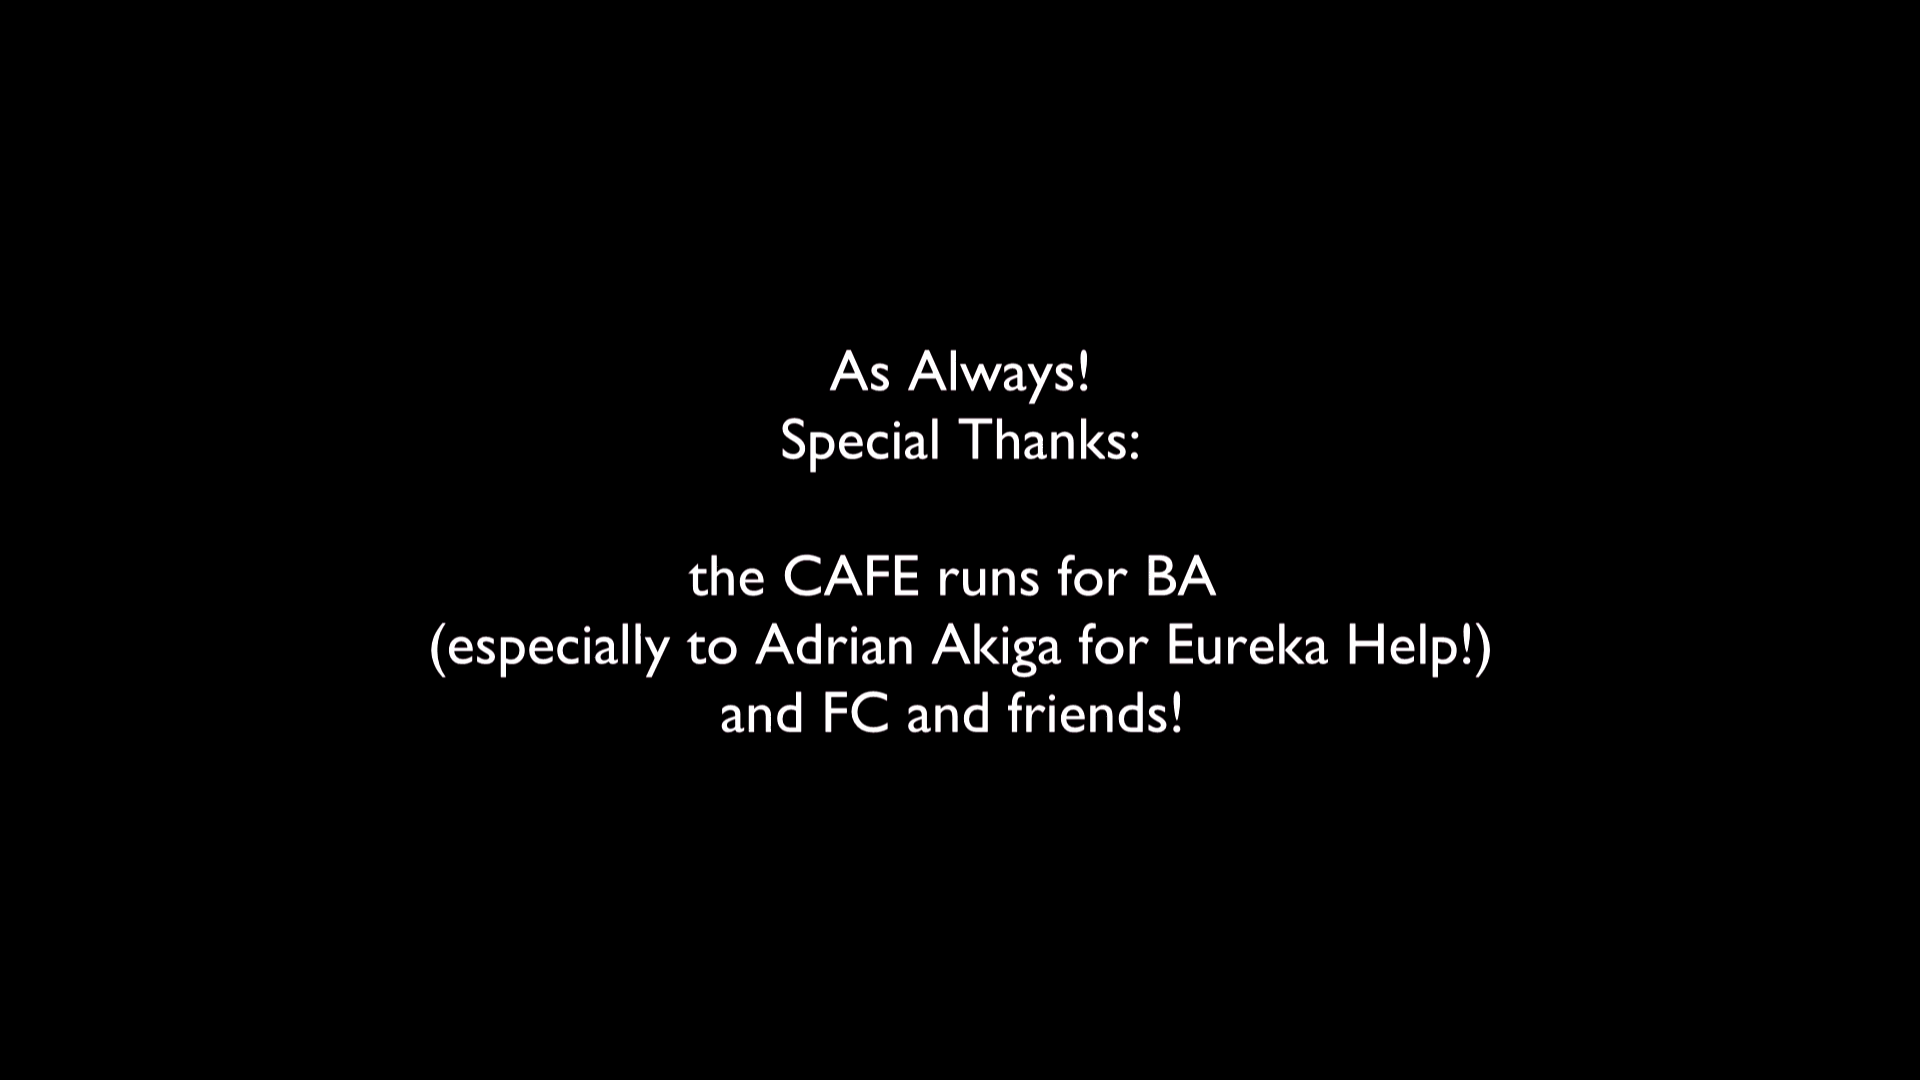 As Always!
Special Thanks:
the CAFE runs for BA
(especially to Adrian Akiga for Eureka Help!)
and FC and friends!